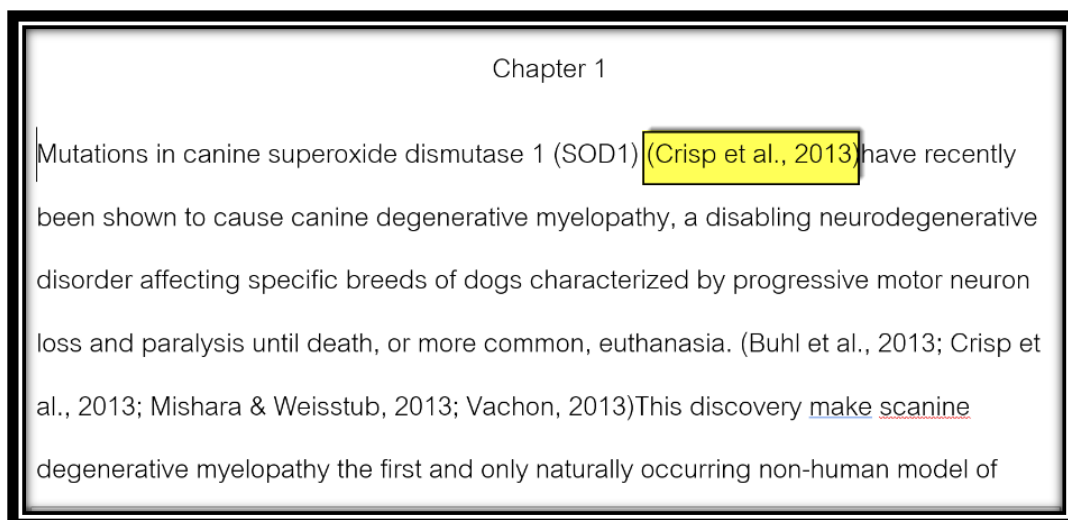 Chapter 1
Mutations in canine superoxide dismutase 1 (SOD1) (Crisp et al., 2013)have recently
been shown to cause canine degenerative myelopathy, a disabling neurodegenerative
disorder affecting specific breeds of dogs characterized by progressive motor neuron
loss and paralysis until death, or more common, euthanasia. (Buhl et al., 2013; Crisp et
al., 2013; Mishara & Weisstub, 2013; Vachon, 2013)This discovery make scanine
degenerative myelopathy the first and only naturally occurring non-human model of